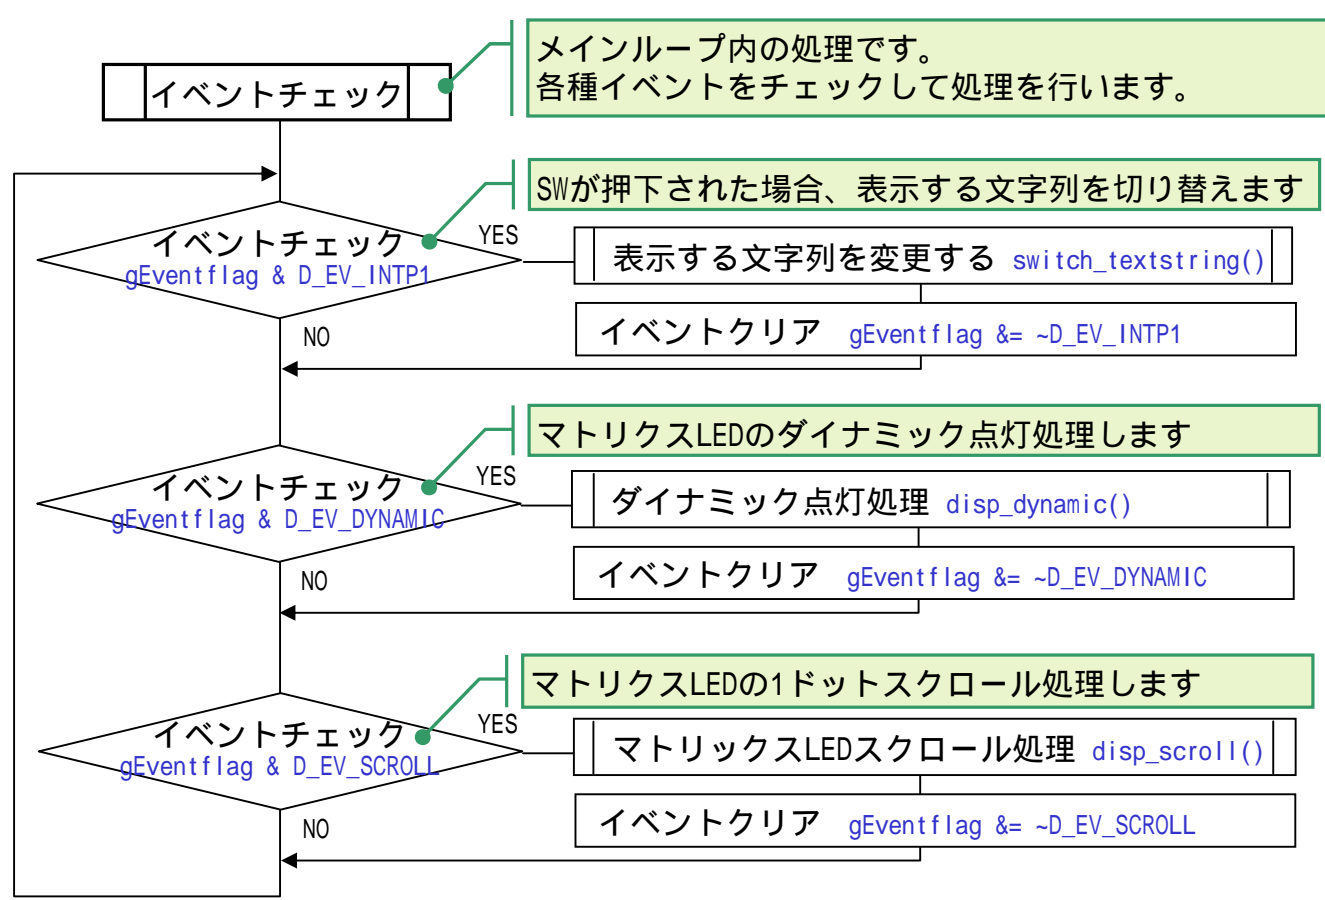 メインループ内の処理です。
各種イベントをチェックして処理を行います。
イベントチェック
SWが押下された場合、表示する文字列を切り替えます
イベントチェック
gEventflag & D_EV_INTP1
YES
表示する文字列を変更する switch_textstring()
イベントクリア gEventflag &= ~D_EV_INTP1
NO
マトリクスLEDのダイナミック点灯処理します
イベントチェック
gEventflag & D_EV_DYNAMIC
YES
ダイナミック点灯処理 disp_dynamic()
イベントクリア gEventflag &= ~D_EV_DYNAMIC
NO
マトリクスLEDの1ドットスクロール処理します
イベントチェック
gEventflag & D_EV_SCROLL
YES
マトリックスLEDスクロール処理 disp_scroll()
イベントクリア gEventflag &= ~D_EV_SCROLL
NO